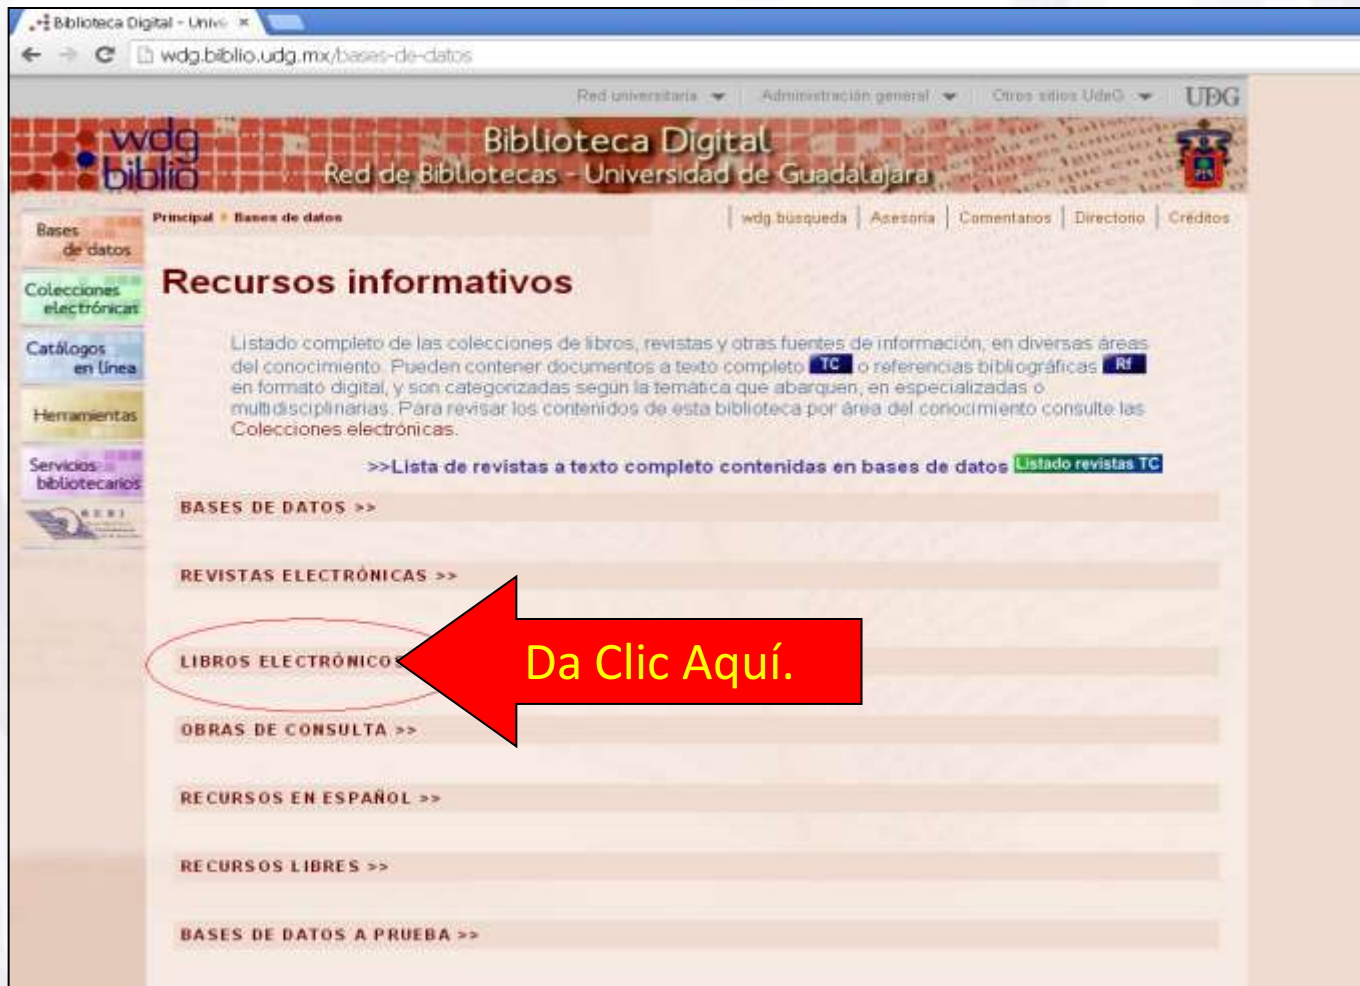 Biblioteca Digital - Unive
wdg.biblio.udg.mx/bases-de-datos
Red universitaria Administración general Otros sitios UdeG UDG
wdg
biblio
Biblioteca Digital
Red de Bibliotecas - Universidad de Guadalajara
Principal Bases de datos
wdg.búsqueda | Asesoría | Comentarios | Directorio | Créditos
Bases
de datos
Colecciones
electrónicas
Catálogos
en línea
Herramientas
Servicios
bibliotecarios
Recursos informativos
Listado completo de las colecciones de libros, revistas y otras fuentes de información, en diversas áreas
del conocimiento. Pueden contener documentos a texto completo TC o referencias bibliográficas Rf
en formato digital, y son categorizadas según la temática que abarquen, en especializadas o
multidisciplinarias. Para revisar los contenidos de esta biblioteca por área del conocimiento consulte las
Colecciones electrónicas.
>>Lista de revistas a texto completo contenidas en bases de datos Listado revistas TC
BASES DE DATOS >>
REVISTAS ELECTRÓNICAS >>
LIBROS ELECTRÓNICOS
Da Clic Aquí.
OBRAS DE CONSULTA >>
RECURSOS EN ESPAÑOL >>
RECURSOS LIBRES >>
BASES DE DATOS A PRUEBA >>